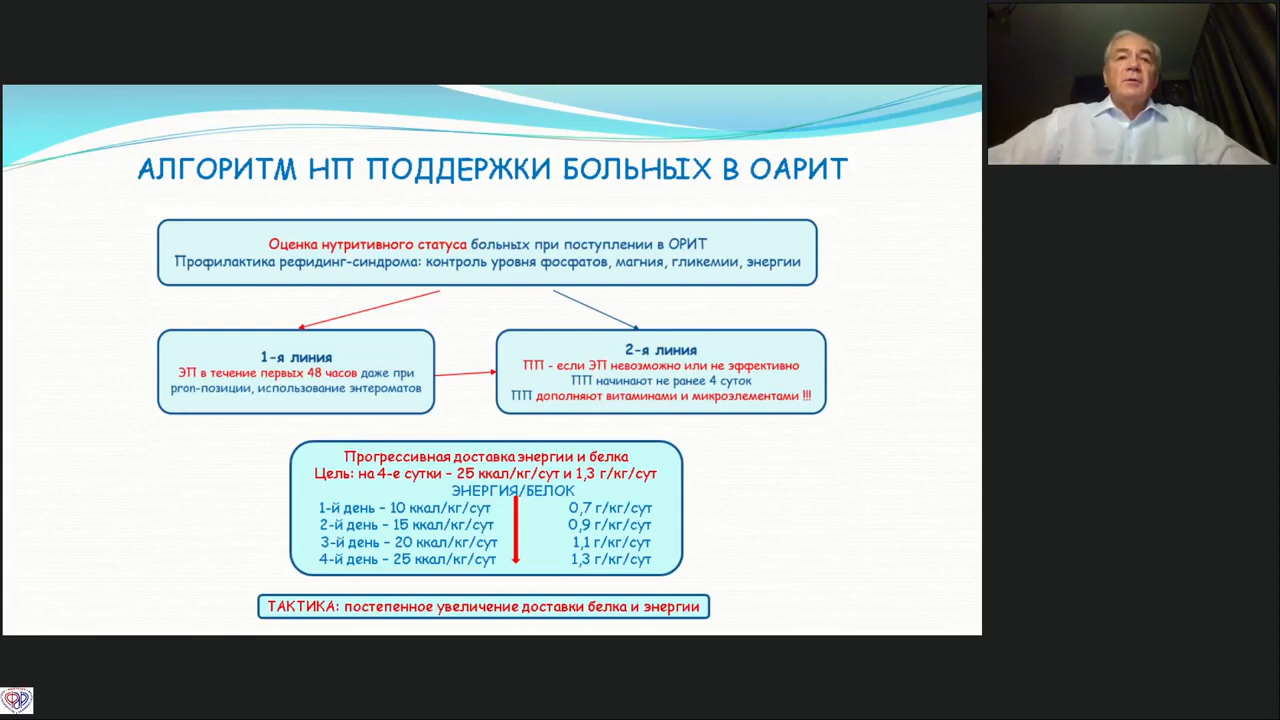 АЛГОРИТМ НП ПОДДЕРЖКИ БОЛЬНЫХ В ОАРИТ
Оценка нутритивного статуса больных при поступлении в ОРИТ
Профилактика рефидинг-синдрома: контроль уровня фосфатов, магния, гликемии, энергии
1-я линия
ЭП в течение первых 48 часов даже при
pron-позиции, использование энтероматов
2-я линия
ПП - если ЭП невозможно или не эффективно
ПП начинают не ранее 4 суток
ПП дополняют витаминами и микроэлементами !!!
Прогрессивная доставка энергии и белка
Цель: на 4-е сутки – 25 ккал/кг/сут и 1,3 г/кг/сут
ЭНЕРГИЯ/БЕЛОК
1-й день – 10 ккал/кг/сут 0,7 г/кг/сут
2-й день – 15 ккал/кг/сут 0,9 г/кг/сут
3-й день – 20 ккал/кг/сут 1,1 г/кг/сут
4-й день – 25 ккал/кг/сут 1,3 г/кг/сут
ТАКТИКА: постепенное увеличение доставки белка и энергии